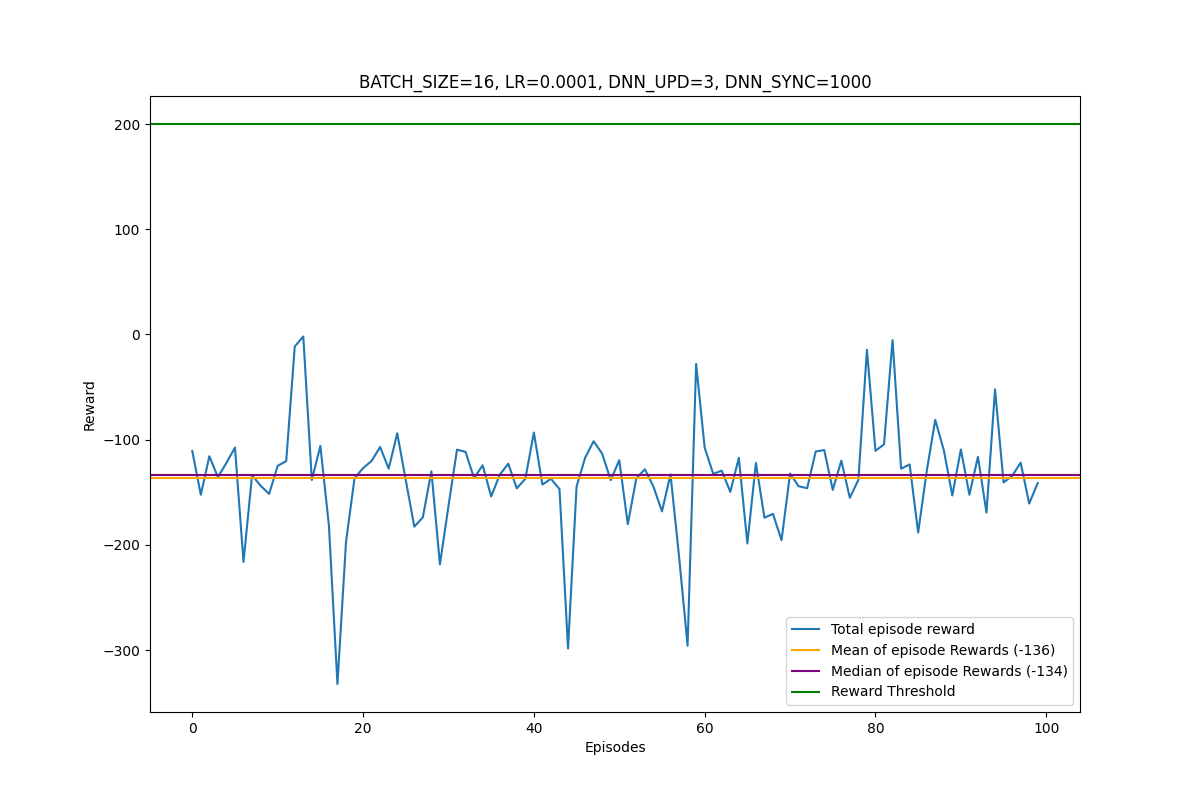 BATCH_SIZE=16, LR=0.0001, DNN_UPD=3, DNN_SYNC=1000
200
100
0
−100
−200
−300
Reward
0
20
40
60
80
100
Episodes
Total episode reward
Mean of episode Rewards (-136)
Median of episode Rewards (-134)
Reward Threshold